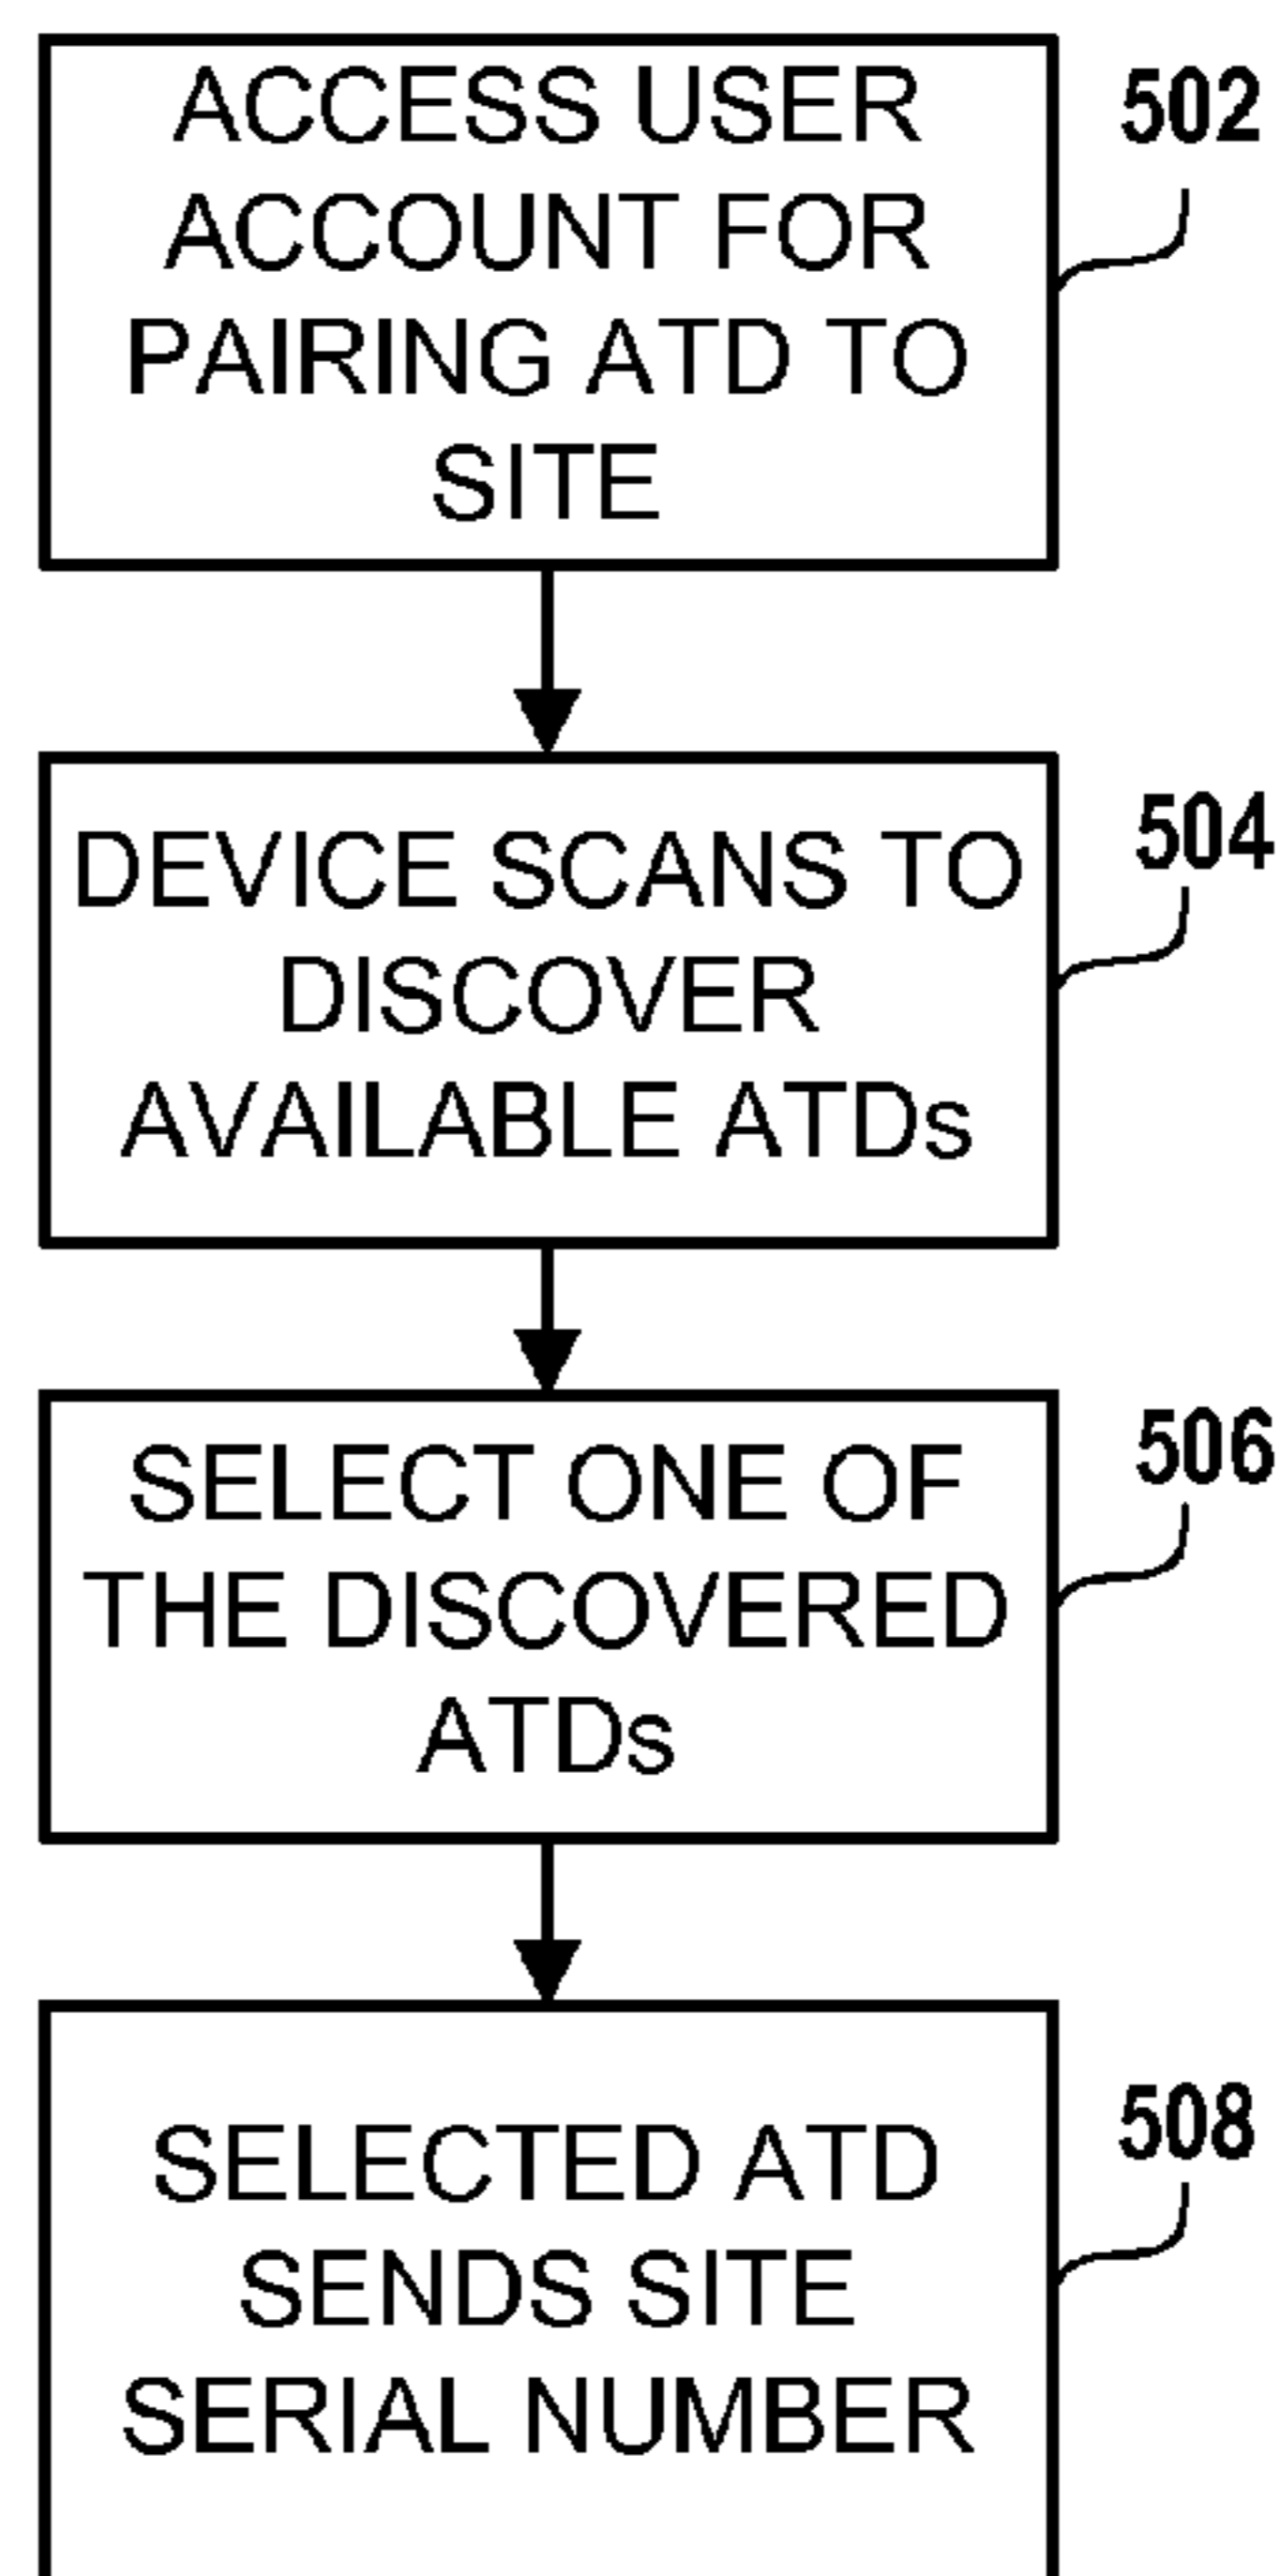 ACCESS USER
ACCOUNT FOR
PAIRING ATD TO
SITE
502
DEVICE SCANS TO
DISCOVER
AVAILABLE ATDs
504
SELECT ONE OF
THE DISCOVERED
ATDs
506
SELECTED ATD
SENDS SITE
SERIAL NUMBER
508